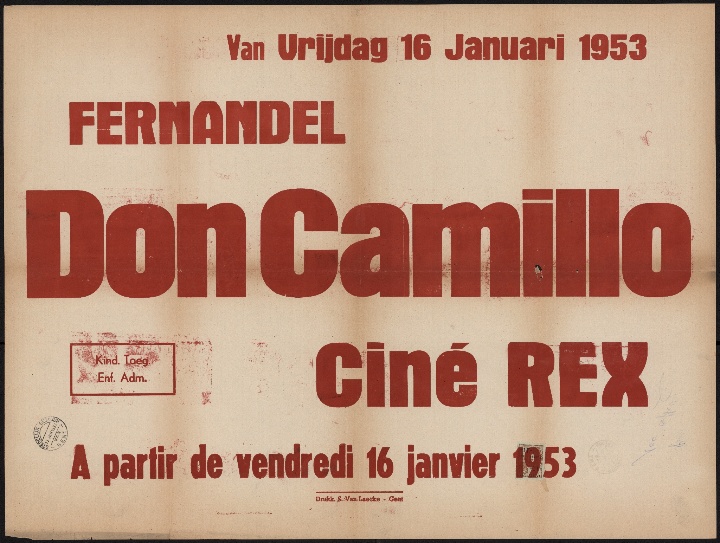 Van Vrijdag 16 Januari 1953
FERNANDEL
Don Camillo
Kind. Toeg.
Enf. Adm.
Ciné REX
A partir de vendredi 16 janvier 1953
Drukk. S. Van Laecke - Gent